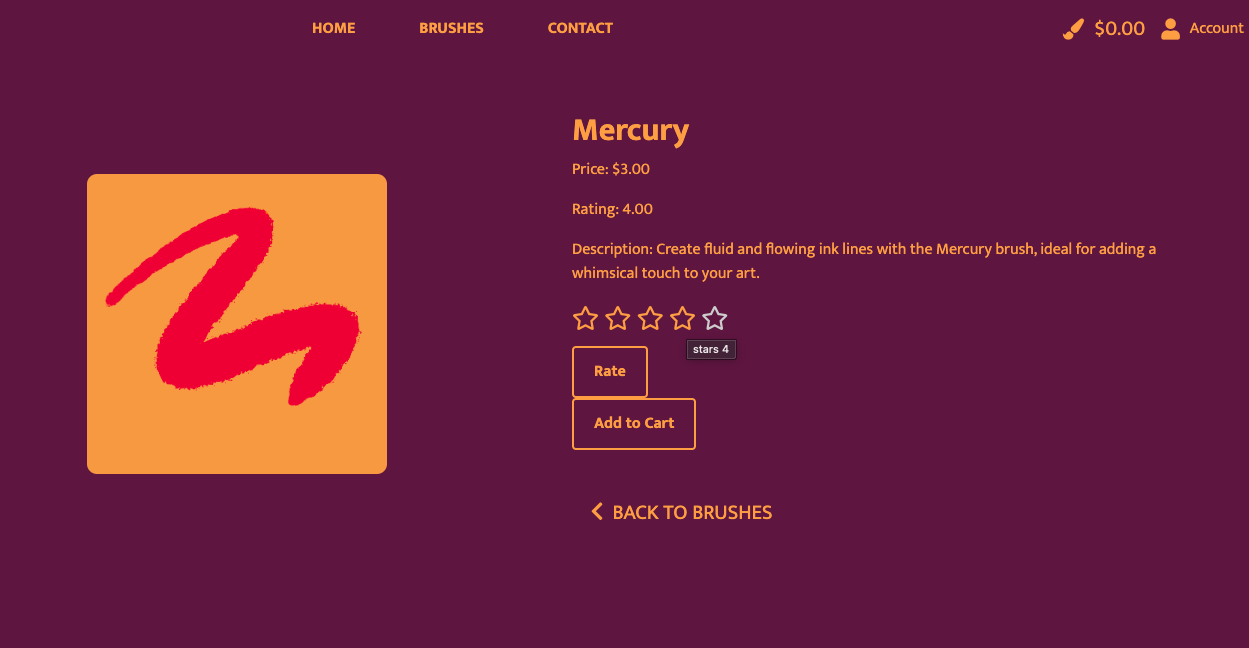 HOME BRUSHES CONTACT $0.00 Account
Mercury
Price: $3.00
Rating: 4.00
Description: Create fluid and flowing ink lines with the Mercury brush, ideal for adding a
whimsical touch to your art.
stars 4
Rate
Add to Cart
BACK TO BRUSHES